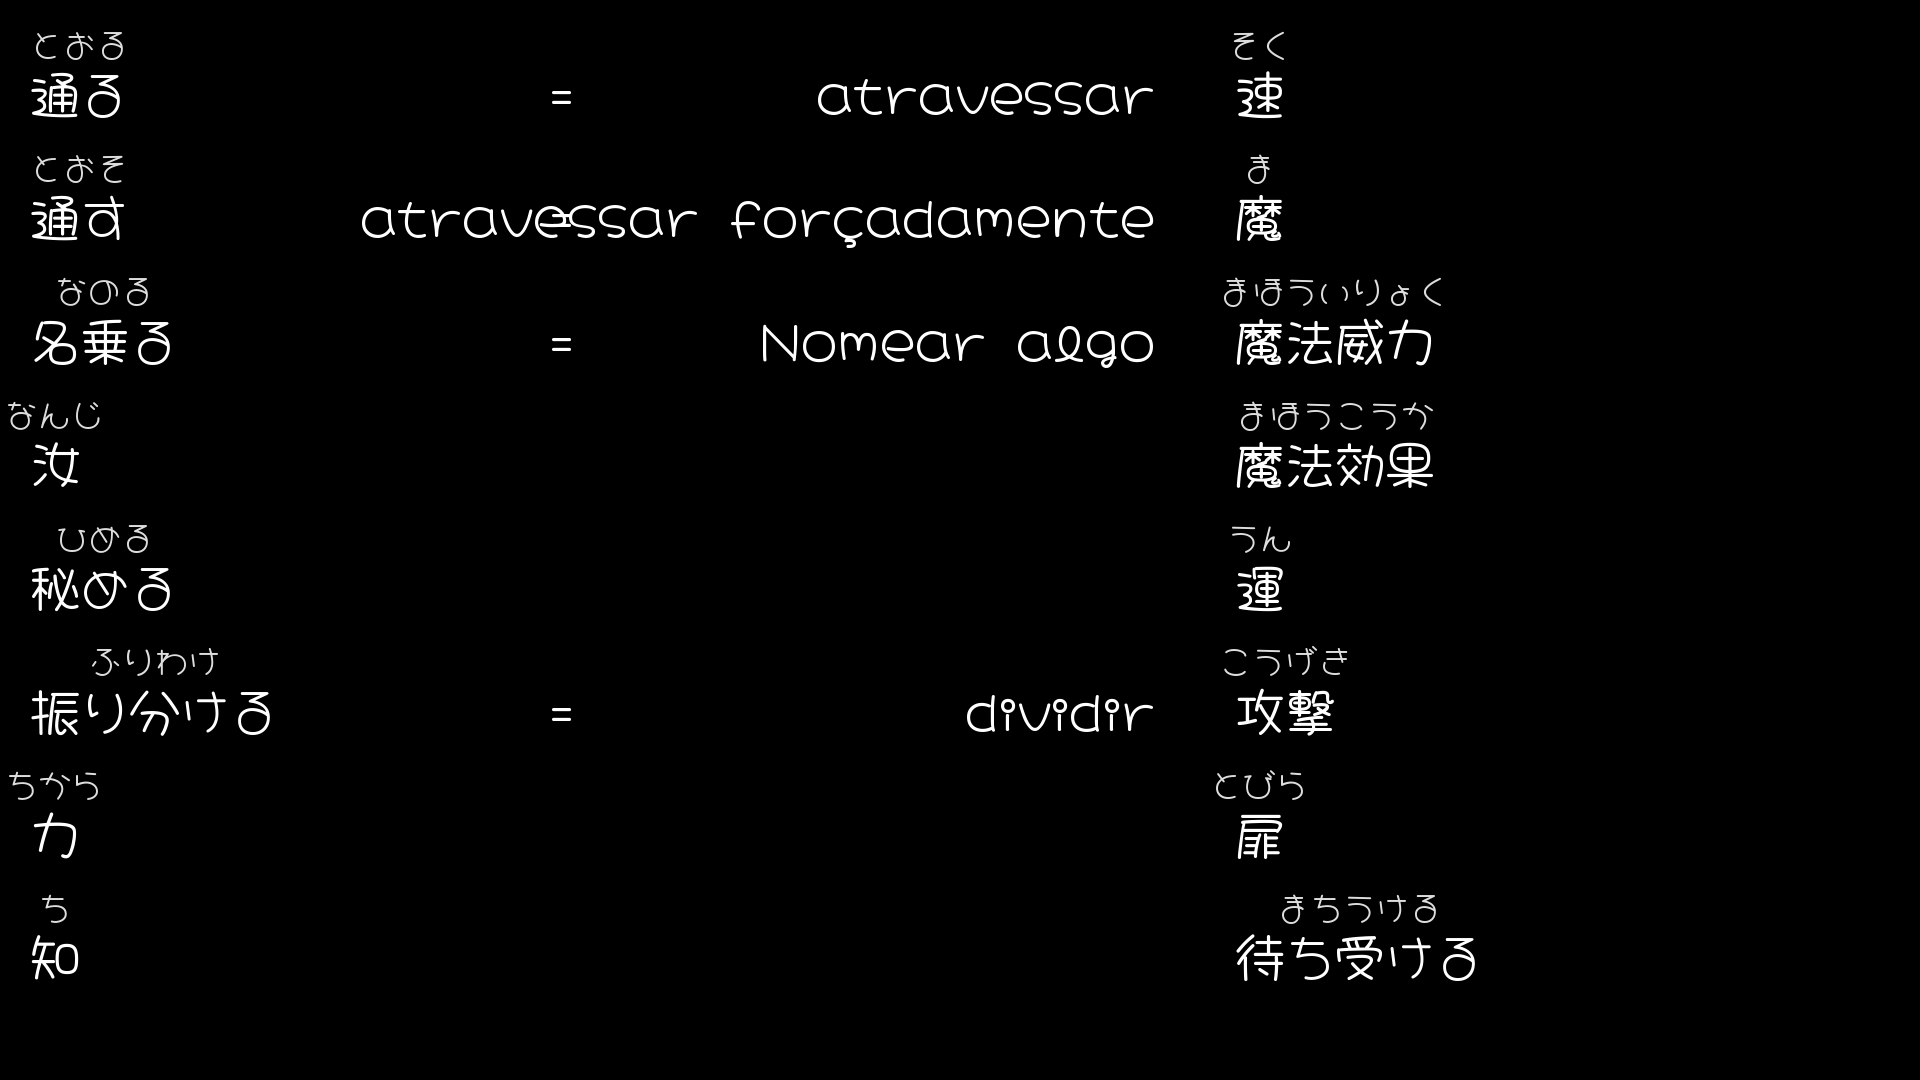 とおる
通る = atravessar
とおそ
通す = atravessar forçadamente
なのる
名乗る = Nomear algo
なんじ
汝
ひめる
秘める
ふりわけ
振り分ける = dividir
ちから
力
ち
知
そく
速
ま
魔
まほういりょく
魔法威力
まほうこうか
魔法効果
うん
運
こうげき
攻撃
とびら
扉
まちうける
待ち受ける